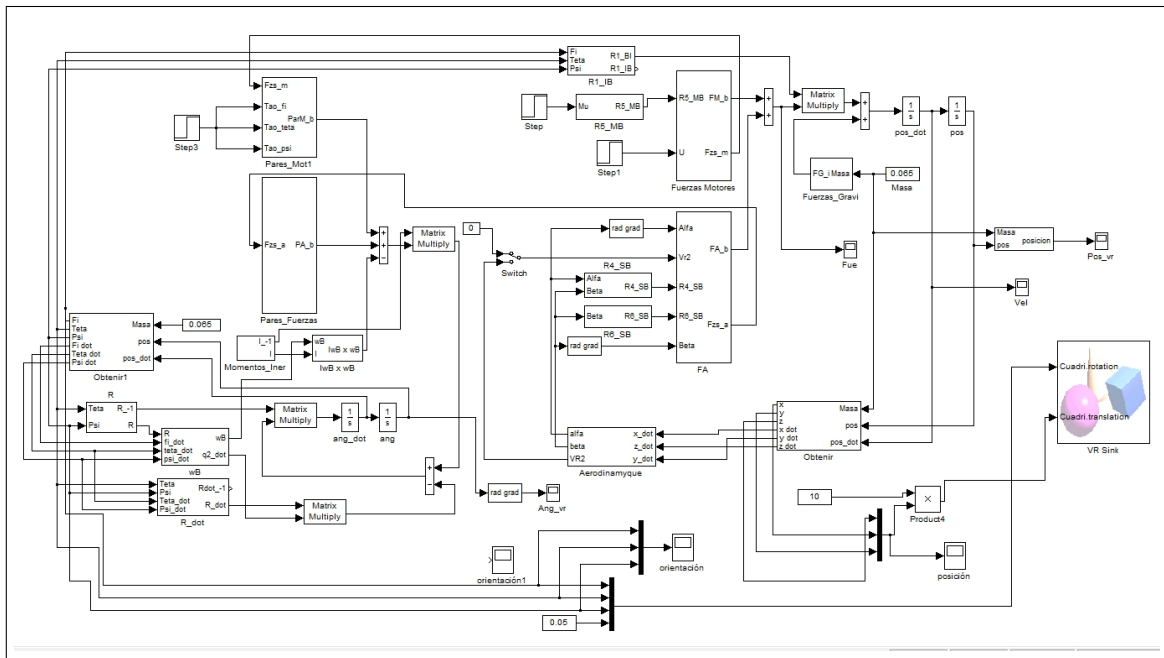 Fi
Teta
Psi
R1_BI
R1_IB
R1_IB
Fzs_m
Tao_fi
Tao_teta
Tao_psi
ParM_b
Pares_Mot1
Step3
Step
Mu
R5_MB
R5_MB
Step1
R5_MB
U
FM_b
Fzs_m
Fuerzas Motores
+
+
Matrix
Multiply
+
+
1
s
pos_dot
1
s
pos
FG_i
Masa
Fuerzas_Gravi
0.065
Masa
Fzs_a
PA_b
Pares_Fuerzas
+
+
−
Matrix
Multiply
0
Switch
rad grad
R4_SB
Alfa
Beta
R4_SB
Beta
R6_SB
R6_SB
rad grad
Alfa
Vr2
R4_SB
R6_SB
Beta
FA_b
Fzs_a
FA
Fue
Masa
pos
posicion
Pos_vr
Vel
Fi
Teta
Psi
Fi dot
Teta dot
Psi dot
Masa
pos
pos_dot
Obtenir1
0.065
I_-1
I
Momentos_Iner
wB
I
IwB x wB
IwB x wB
R
Teta
Psi
R_-1
R
Matrix
Multiply
1
s
ang_dot
1
s
ang
R
fi_dot
teta_dot
psi_dot
wB
q2_dot
wB
Teta
Psi
Teta_dot
Psi_dot
Rdot_-1
R_dot
R_dot
Matrix
Multiply
+
−
rad grad
Ang_vr
alfa
beta
VR2
x_dot
z_dot
y_dot
Aerodinamyque
x
y
z
x dot
y dot
z dot
Masa
pos
pos_dot
Obtenir
Cuadri.rotation
Cuadri.translation
VR Sink
10
×
Product4
posición
orientación1
orientación
0.05